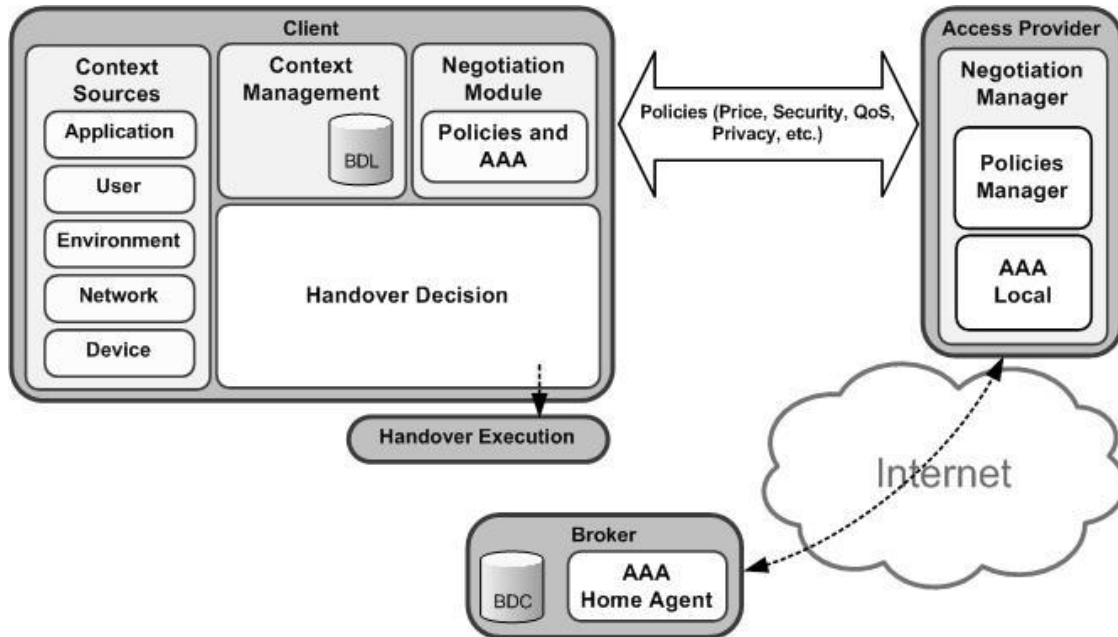 Client
Context
Sources
Application
User
Environment
Network
Device
Context
Management
BDL
Negotiation
Module
Policies and
AAA
Handover Decision
Handover Execution
Policies (Price, Security, QoS,
Privacy, etc.)
Access Provider
Negotiation
Manager
Policies
Manager
AAA
Local
Internet
Broker
BDC
AAA
Home Agent